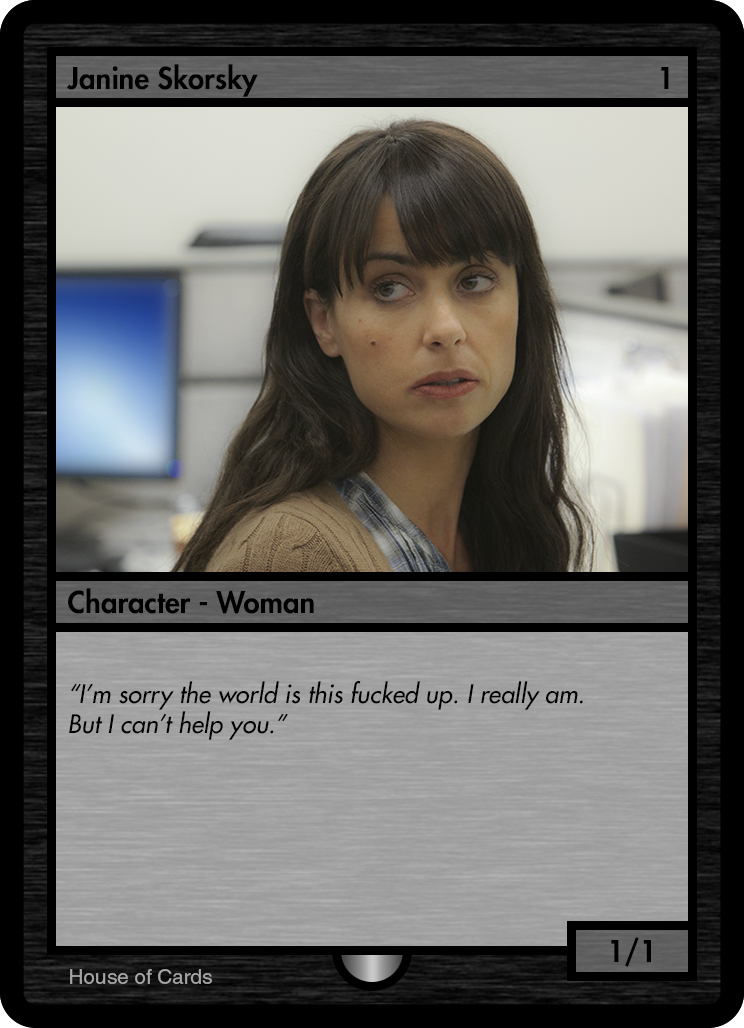 Janine Skorsky 1
Character - Woman
“I’m sorry the world is this fucked up. I really am.
But I can’t help you.”
1/1
House of Cards